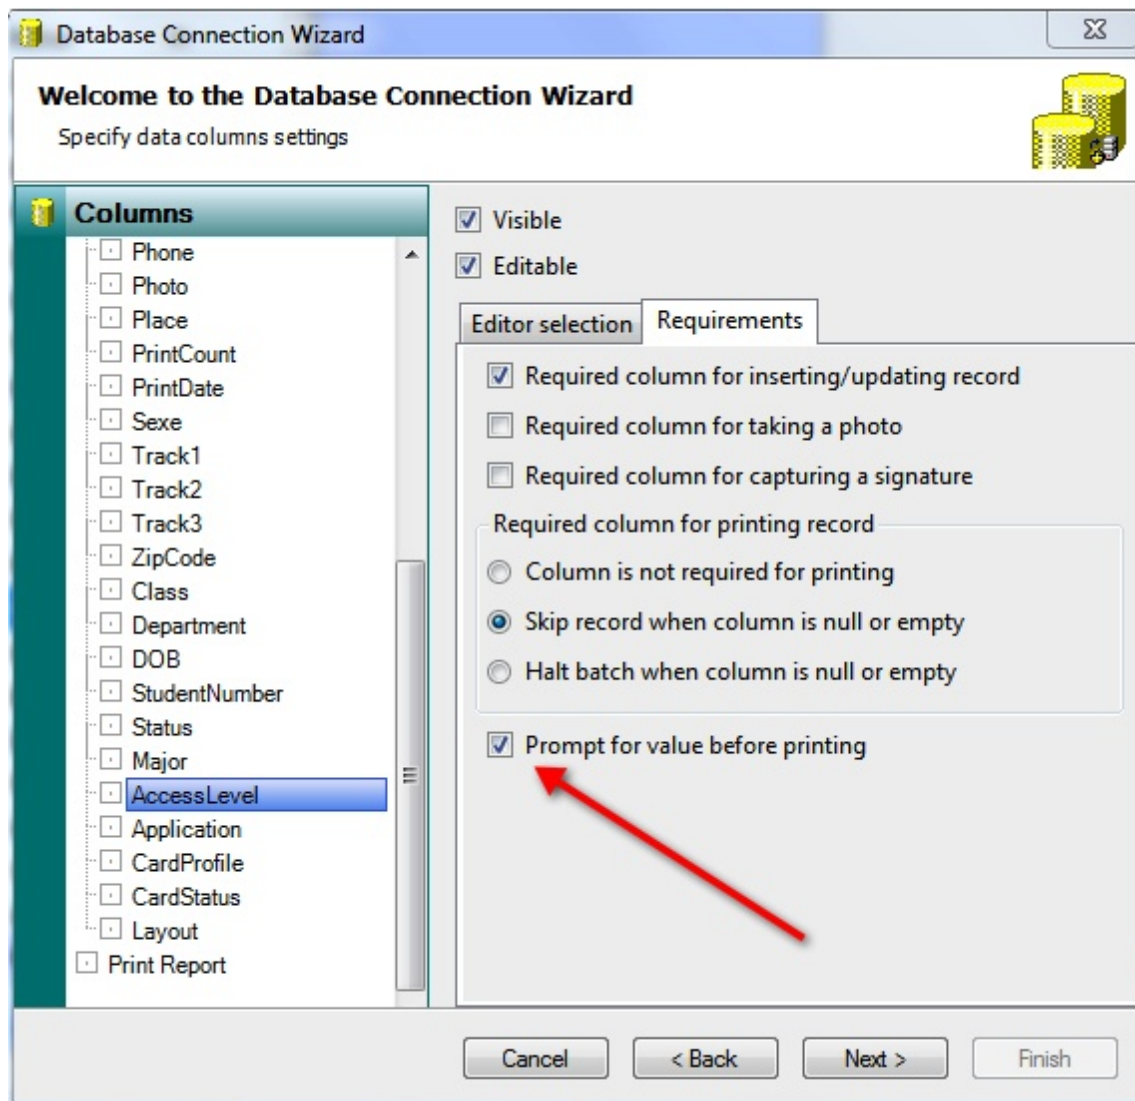 Database Connection Wizard
Welcome to the Database Connection Wizard
Specify data columns settings
Columns
Phone
Photo
Place
PrintCount
PrintDate
Sexe
Track1
Track2
Track3
ZipCode
Class
Department
DOB
StudentNumber
Status
Major
AccessLevel
Application
CardProfile
CardStatus
Layout
Print Report
Visible
Editable
Editor selection Requirements
Required column for inserting/updating record
Required column for taking a photo
Required column for capturing a signature
Required column for printing record
Column is not required for printing
Skip record when column is null or empty
Halt batch when column is null or empty
Prompt for value before printing
Cancel < Back Next > Finish